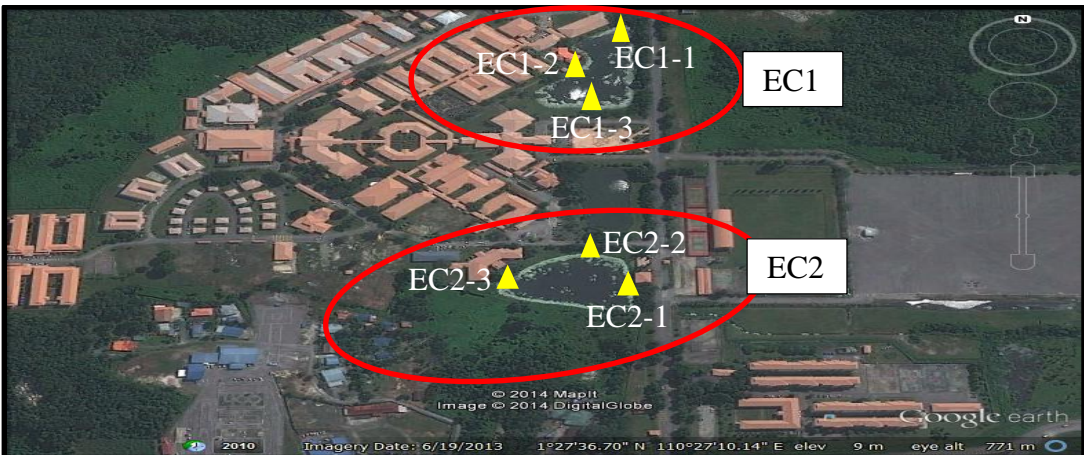 N
EC1-2
EC1-1
EC1
EC1-3
EC2-2
EC2
EC2-3
EC2-1
© 2014 MapIt
Image © 2014 DigitalGlobe
Google earth
2010 Imagery Date: 6/19/2013 1°27'36.70" N 110°27'10.14" E elev 9 m eye alt 771 m